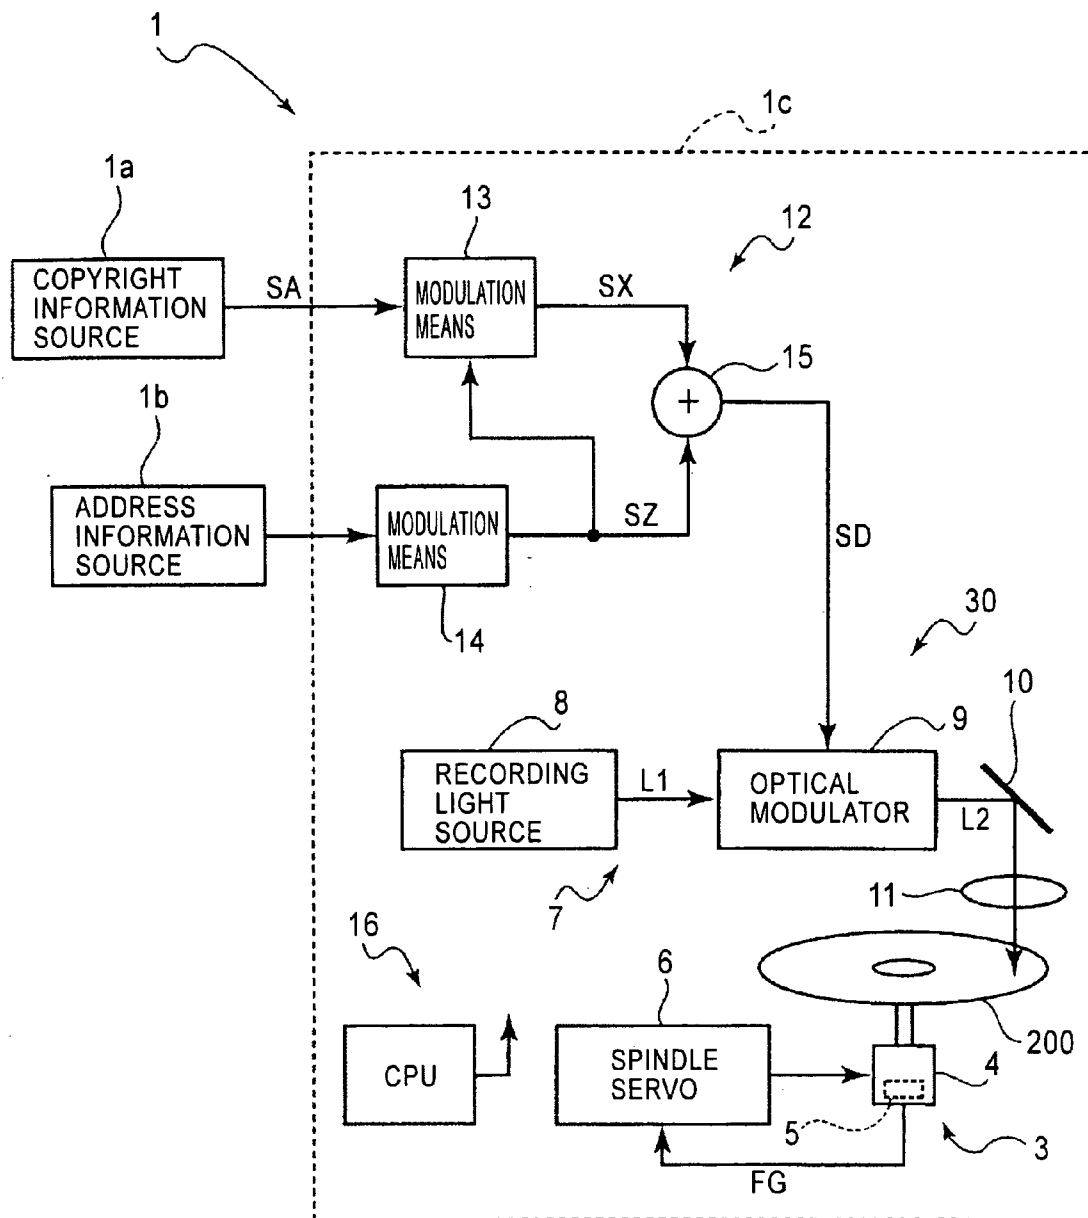 1
1c
1a
13
12
COPYRIGHT
INFORMATION
SOURCE
SA
MODULATION
MEANS
SX
15
+
1b
ADDRESS
INFORMATION
SOURCE
MODULATION
MEANS
SZ
SD
14
30
8
9
10
RECORDING
LIGHT
SOURCE
L1
OPTICAL
MODULATOR
L2
7
11
16
6
200
CPU
SPINDLE
SERVO
4
5
3
FG